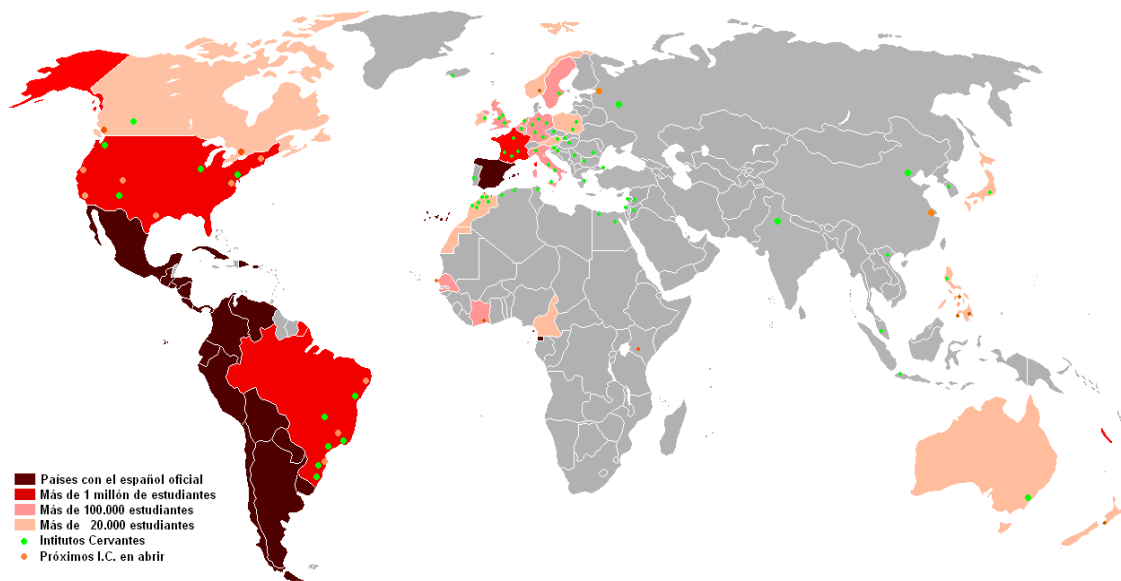 Países con el español oficial
Más de 1 millón de estudiantes
Más de 100.000 estudiantes
Más de 20.000 estudiantes
Intitutos Cervantes
Próximos I.C. en abrir